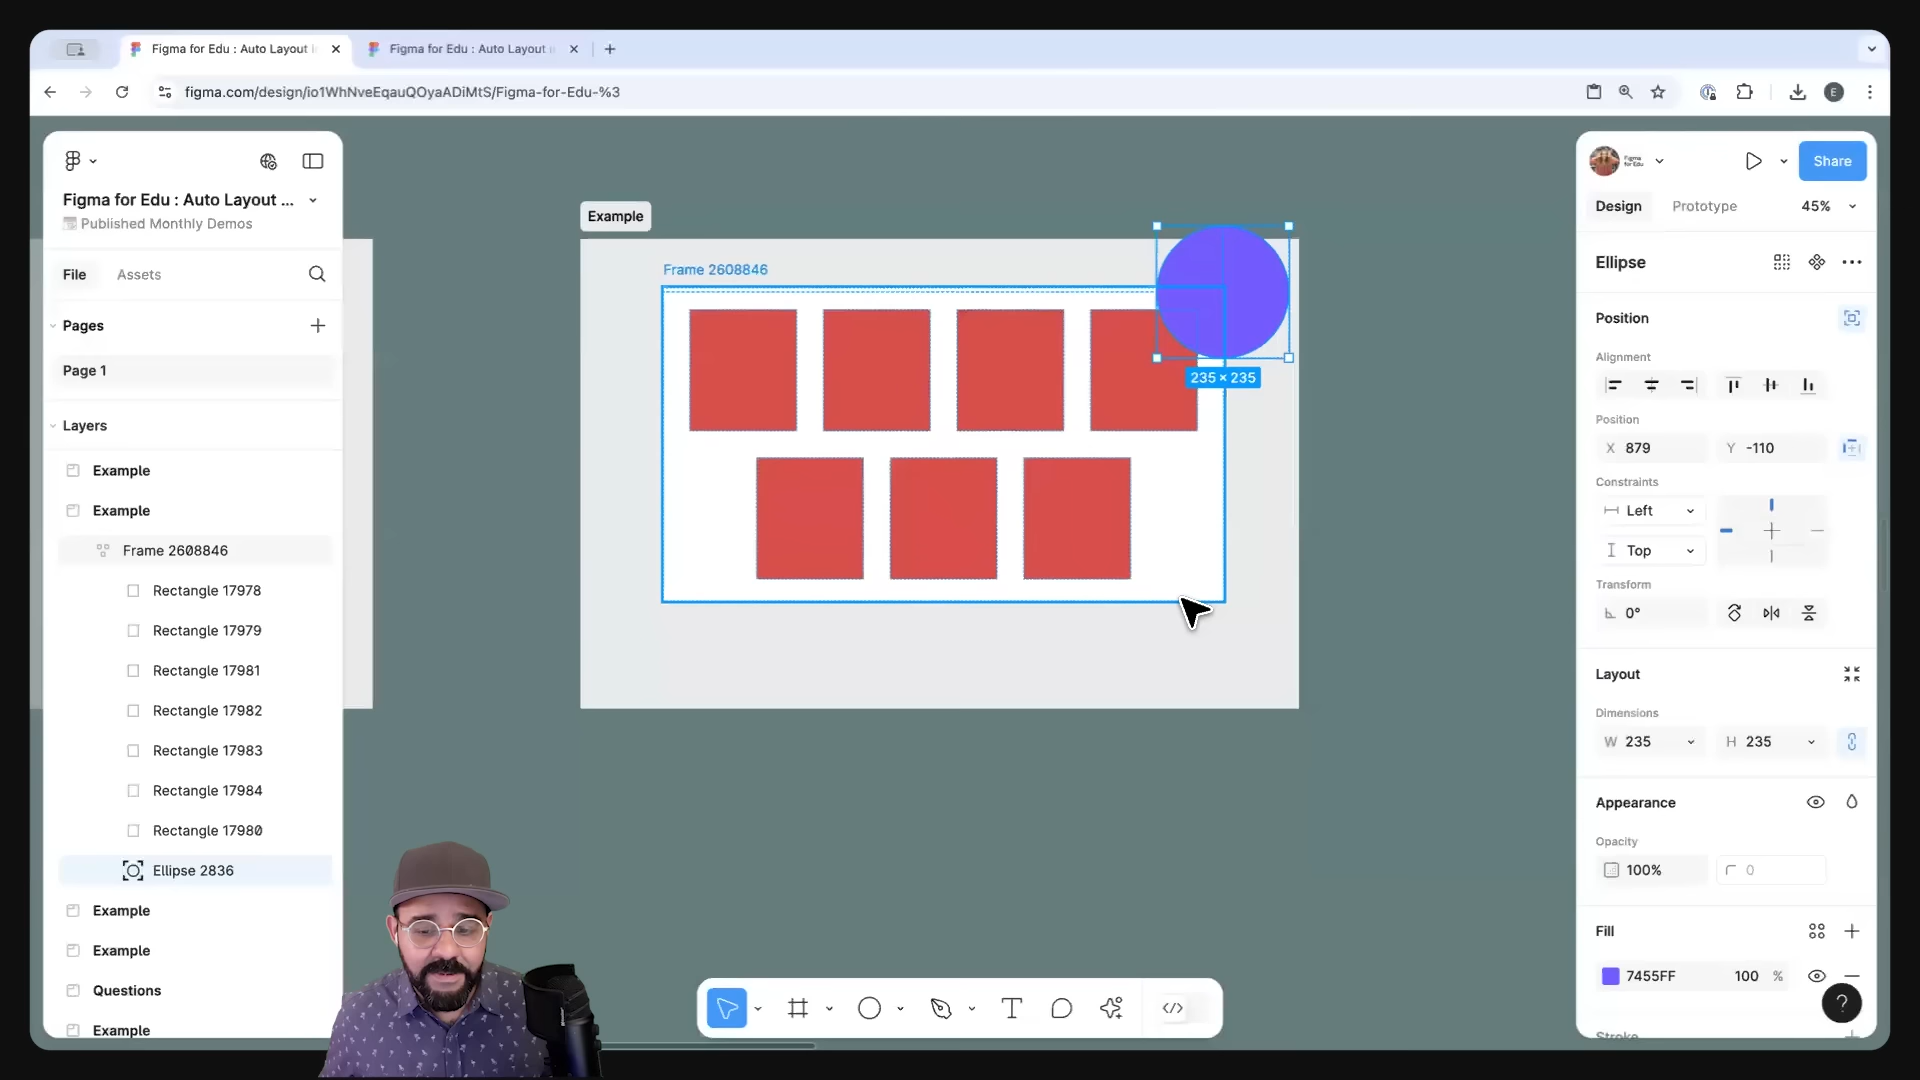 Figma for Edu : Auto Layout i
Figma for Edu : Auto Layout i
figma.com/design/io1WhNveEqauQOyaADiMtS/Figma-for-Edu-%3
E
Figma for Edu : Auto Layout ...
Published Monthly Demos
File
Assets
Pages
Page 1
Layers
Example
Example
Frame 2608846
Rectangle 17978
Rectangle 17979
Rectangle 17981
Rectangle 17982
Rectangle 17983
Rectangle 17984
Rectangle 17980
Ellipse 2836
Example
Example
Questions
Example
Example
Frame 2608846
235 × 235
Figma for Edu
Share
Design
Prototype
45%
Ellipse
Position
Alignment
Position
X 879
Y -110
Constraints
Left
Top
Transform
0°
Layout
Dimensions
W 235
H 235
Appearance
Opacity
100%
0
Fill
7455FF
100 %
?
Stroke